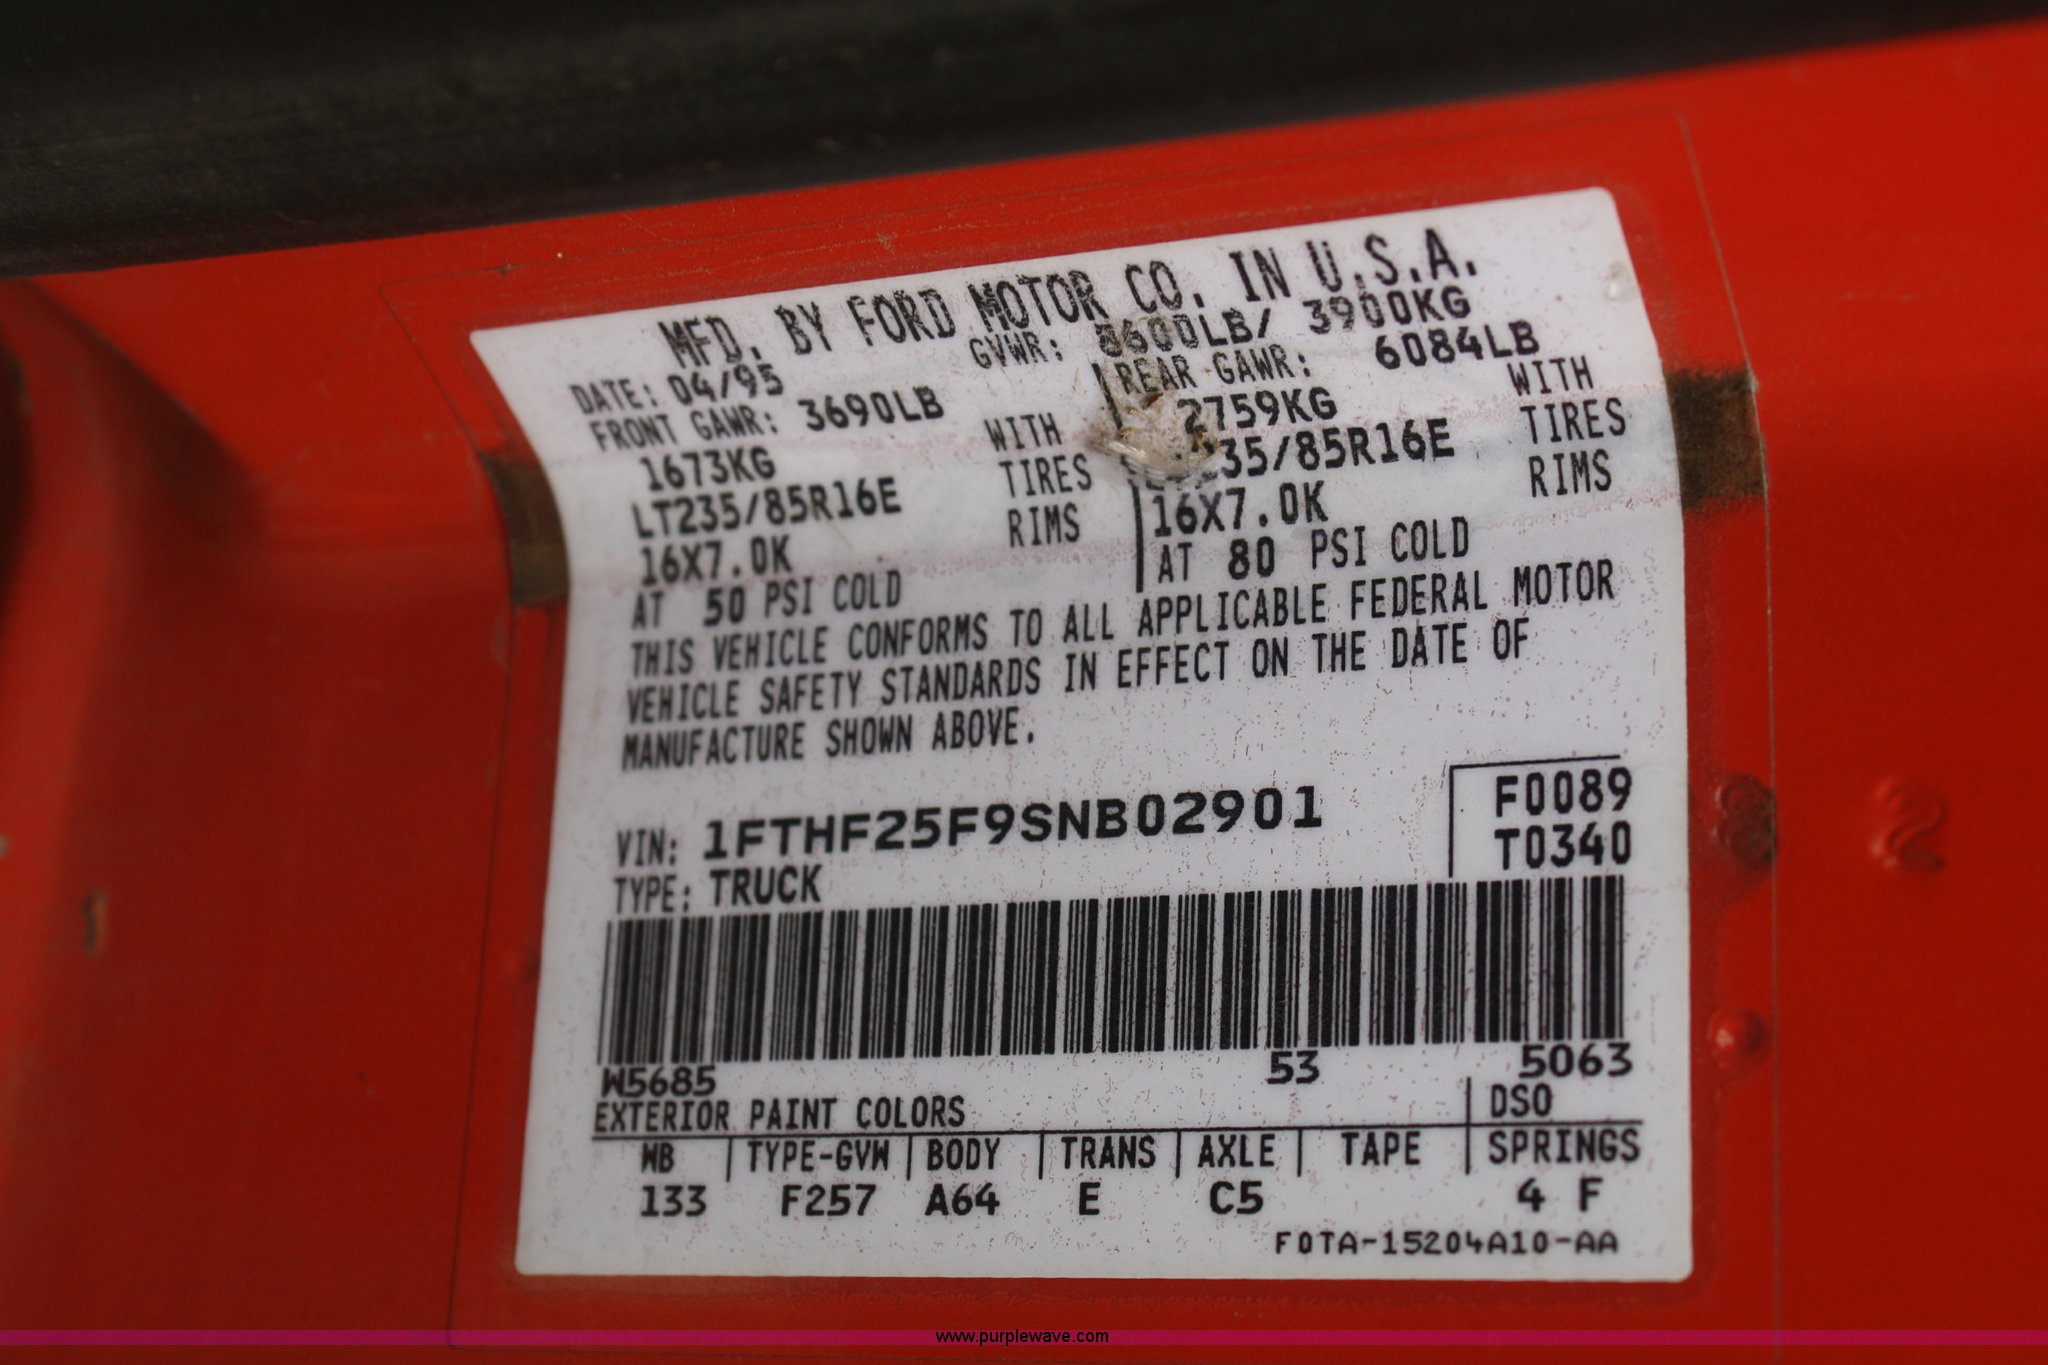 MFD. BY FORD MOTOR CO. IN U.S.A.
DATE: 04/95 GVWR: 8600LB/ 3900KG
FRONT GAWR: 3690LB REAR GAWR: 6084LB
1673KG WITH 2759KG WITH
LT235/85R16E TIRES 35/85R16E TIRES
16X7.0K RIMS 16X7.0K RIMS
AT 50 PSI COLD AT 80 PSI COLD
THIS VEHICLE CONFORMS TO ALL APPLICABLE FEDERAL MOTOR
VEHICLE SAFETY STANDARDS IN EFFECT ON THE DATE OF
MANUFACTURE SHOWN ABOVE.
VIN: 1FTHF25F9SNB02901 F0089
TYPE: TRUCK T0340
W5685 53 5063
EXTERIOR PAINT COLORS DSO
WB TYPE-GVW BODY TRANS AXLE TAPE SPRINGS
133 F257 A64 E C5 4 F
F0TA-15204A10-AA
2
www.purplewave.com